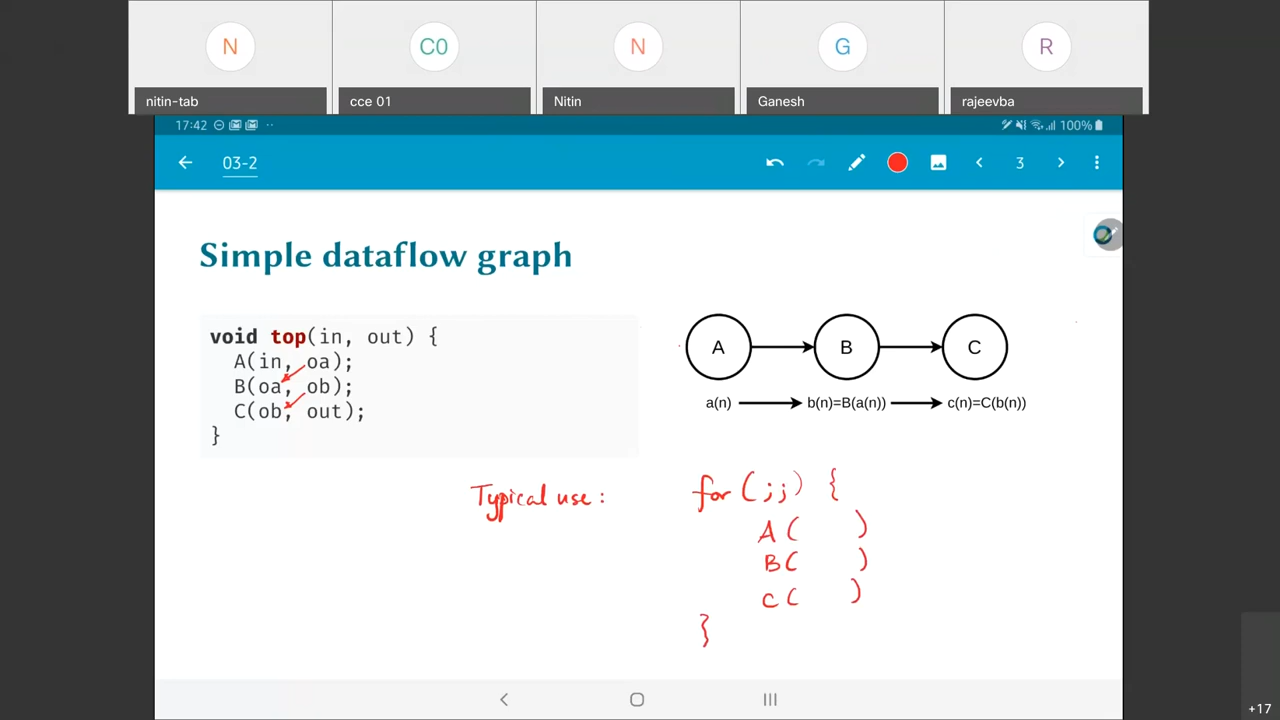 N
C0
N
G
R
nitin-tab
cce 01
Nitin
Ganesh
rajeevba
17:42
100%
03-2
3
Simple dataflow graph
void top(in, out) {
A(in, oa);
B(oa, ob);
C(ob, out);
}
A
B
C
a(n)
b(n)=B(a(n))
c(n)=C(b(n))
Typical use:
for (;;) {
A( )
B( )
C( )
}
+17